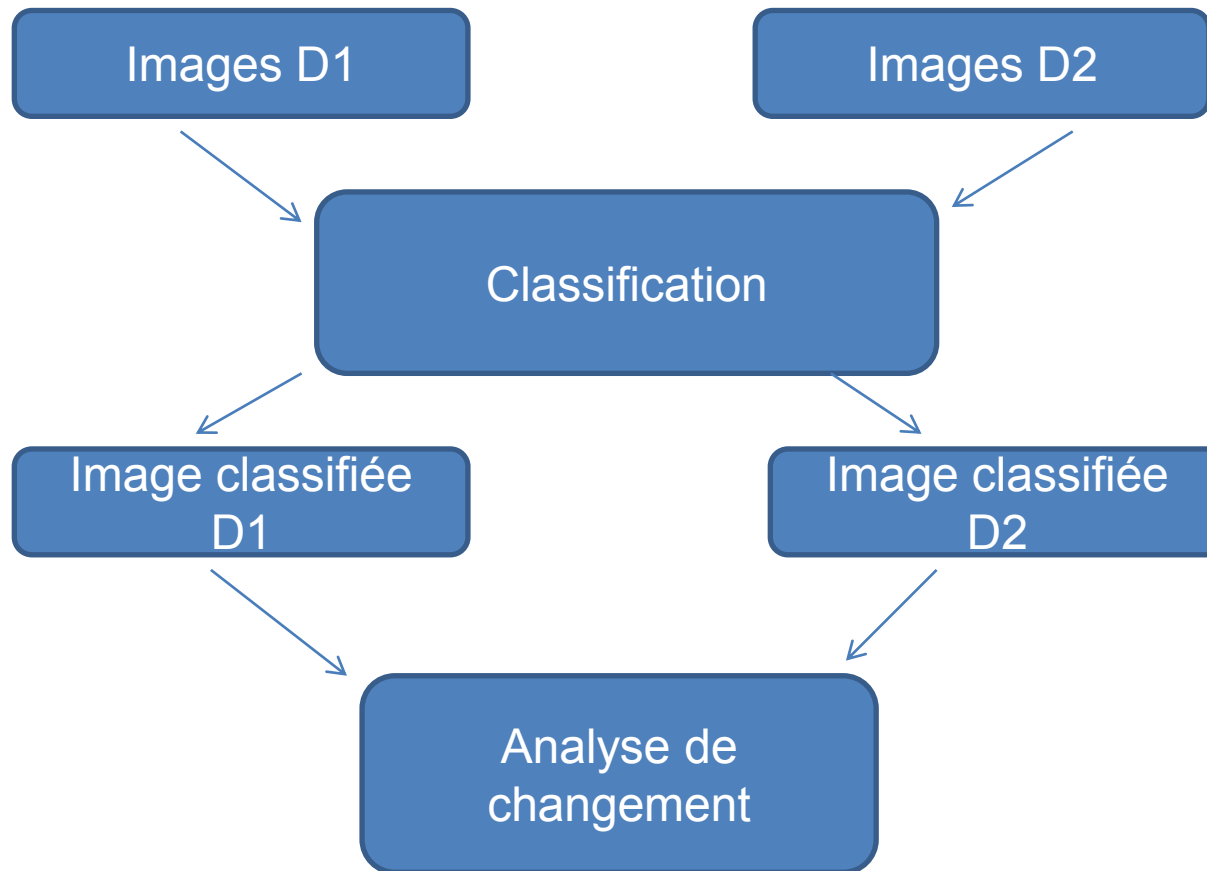 Images D1
Images D2
Classification
Image classifiée
D1
Image classifiée
D2
Analyse de
changement